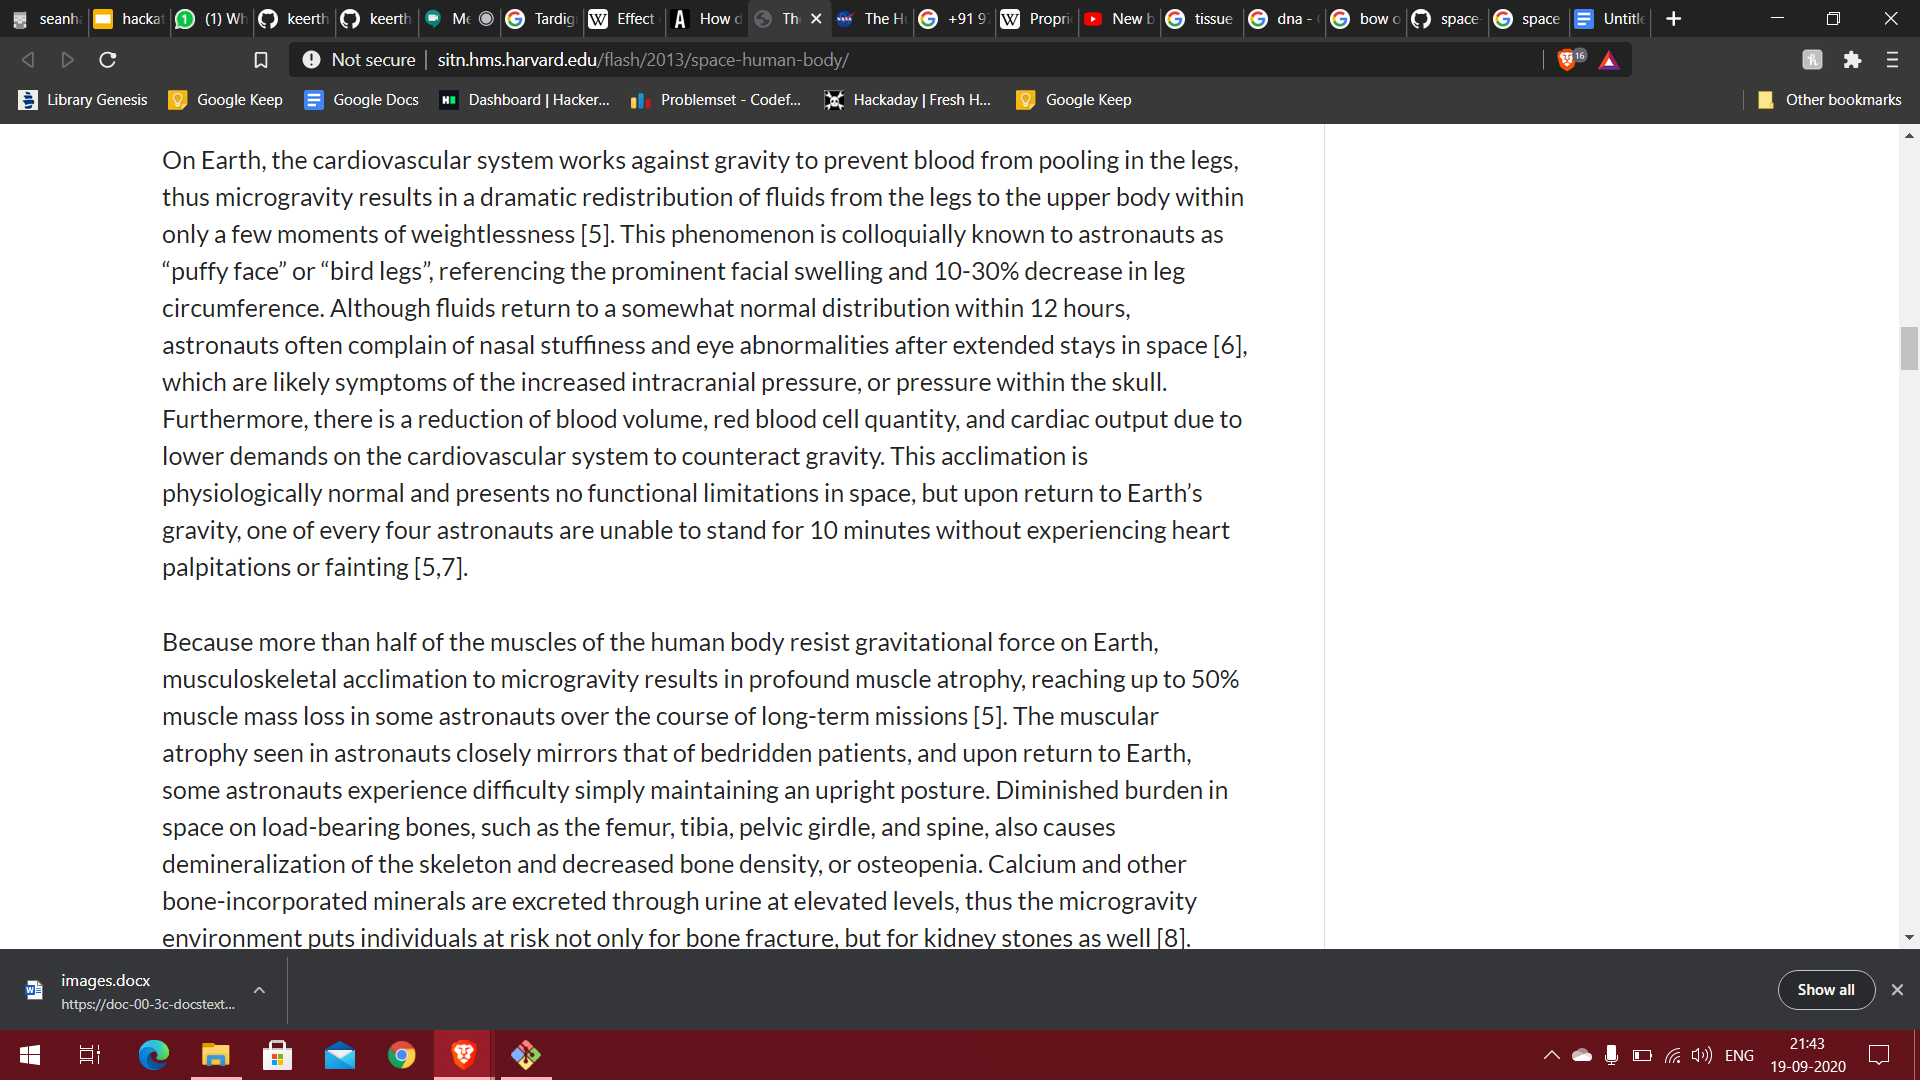 seanha
hackat
(1) Wh
keerth
keerth
Me
Tardig
Effect
How d
Th
The Hu
+91 97
Propri
New b
tissue
dna -
bow o
space-
space
Untitle
Not secure
sitn.hms.harvard.edu/flash/2013/space-human-body/
16
Library Genesis
Google Keep
Google Docs
Dashboard | Hacker...
Problemset - Codef...
Hackaday | Fresh H...
Google Keep
Other bookmarks
On Earth, the cardiovascular system works against gravity to prevent blood from pooling in the legs,
thus microgravity results in a dramatic redistribution of fluids from the legs to the upper body within
only a few moments of weightlessness [5]. This phenomenon is colloquially known to astronauts as
“puffy face” or “bird legs”, referencing the prominent facial swelling and 10-30% decrease in leg
circumference. Although fluids return to a somewhat normal distribution within 12 hours,
astronauts often complain of nasal stuffiness and eye abnormalities after extended stays in space [6],
which are likely symptoms of the increased intracranial pressure, or pressure within the skull.
Furthermore, there is a reduction of blood volume, red blood cell quantity, and cardiac output due to
lower demands on the cardiovascular system to counteract gravity. This acclimation is
physiologically normal and presents no functional limitations in space, but upon return to Earth’s
gravity, one of every four astronauts are unable to stand for 10 minutes without experiencing heart
palpitations or fainting [5,7].
Because more than half of the muscles of the human body resist gravitational force on Earth,
musculoskeletal acclimation to microgravity results in profound muscle atrophy, reaching up to 50%
muscle mass loss in some astronauts over the course of long-term missions [5]. The muscular
atrophy seen in astronauts closely mirrors that of bedridden patients, and upon return to Earth,
some astronauts experience difficulty simply maintaining an upright posture. Diminished burden in
space on load-bearing bones, such as the femur, tibia, pelvic girdle, and spine, also causes
demineralization of the skeleton and decreased bone density, or osteopenia. Calcium and other
bone-incorporated minerals are excreted through urine at elevated levels, thus the microgravity
environment puts individuals at risk not only for bone fracture, but for kidney stones as well [8].
images.docx
https://doc-00-3c-docstext...
Show all
ENG
21:43
19-09-2020